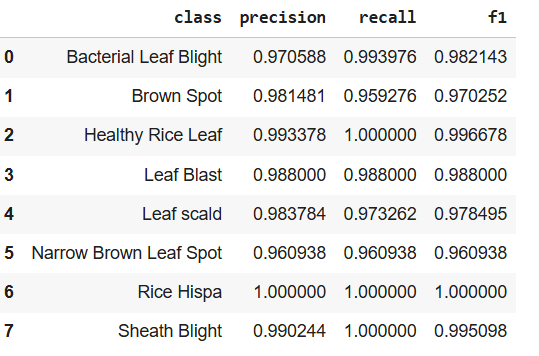 class precision recall f1
0 Bacterial Leaf Blight 0.970588 0.993976 0.982143
1 Brown Spot 0.981481 0.959276 0.970252
2 Healthy Rice Leaf 0.993378 1.000000 0.996678
3 Leaf Blast 0.988000 0.988000 0.988000
4 Leaf scald 0.983784 0.973262 0.978495
5 Narrow Brown Leaf Spot 0.960938 0.960938 0.960938
6 Rice Hispa 1.000000 1.000000 1.000000
7 Sheath Blight 0.990244 1.000000 0.995098